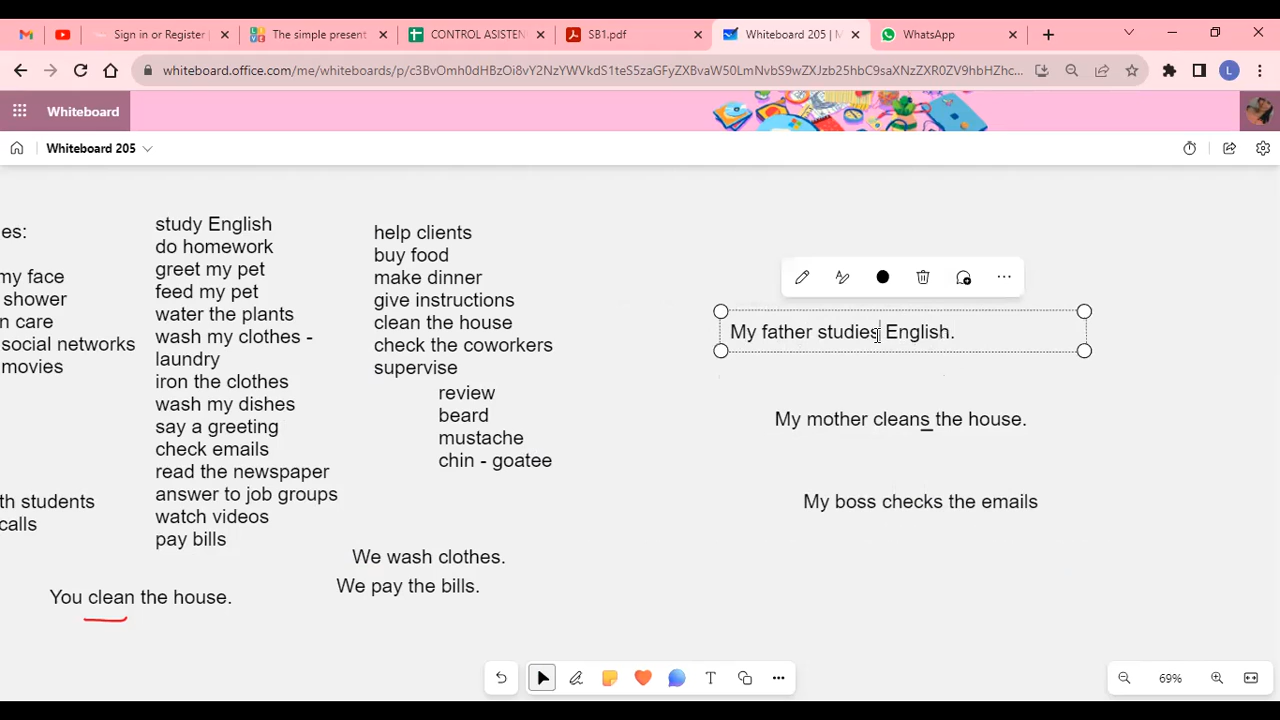 Sign in or Register
The simple present
CONTROL ASISTEN
SB1.pdf
Whiteboard 205 | M
WhatsApp
whiteboard.office.com/me/whiteboards/p/
L
Whiteboard
Whiteboard 205
es:
my face
shower
n care
social networks
movies
th students
calls
study English
do homework
greet my pet
feed my pet
water the plants
wash my clothes -
laundry
iron the clothes
wash my dishes
say a greeting
check emails
read the newspaper
answer to job groups
watch videos
pay bills
help clients
buy food
make dinner
give instructions
clean the house
check the coworkers
supervise
review
beard
mustache
chin - goatee
We wash clothes.
We pay the bills.
You clean the house.
My father studies English.
My mother cleans the house.
My boss checks the emails
69%